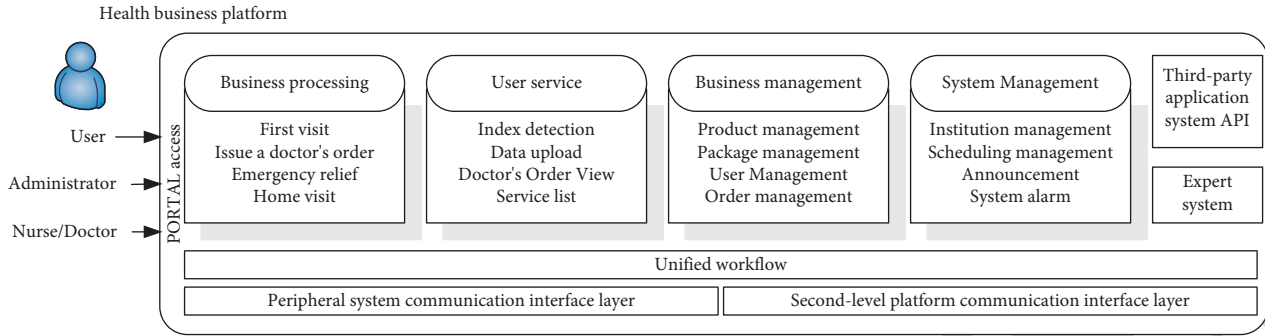 Health business platform
User
Administrator
Nurse/Doctor
PORTAL access
Business processing
First visit
Issue a doctor's order
Emergency relief
Home visit
User service
Index detection
Data upload
Doctor's Order View
Service list
Business management
Product management
Package management
User Management
Order management
System Management
Institution management
Scheduling management
Announcement
System alarm
Third-party
application
system API
Expert
system
Unified workflow
Peripheral system communication interface layer
Second-level platform communication interface layer